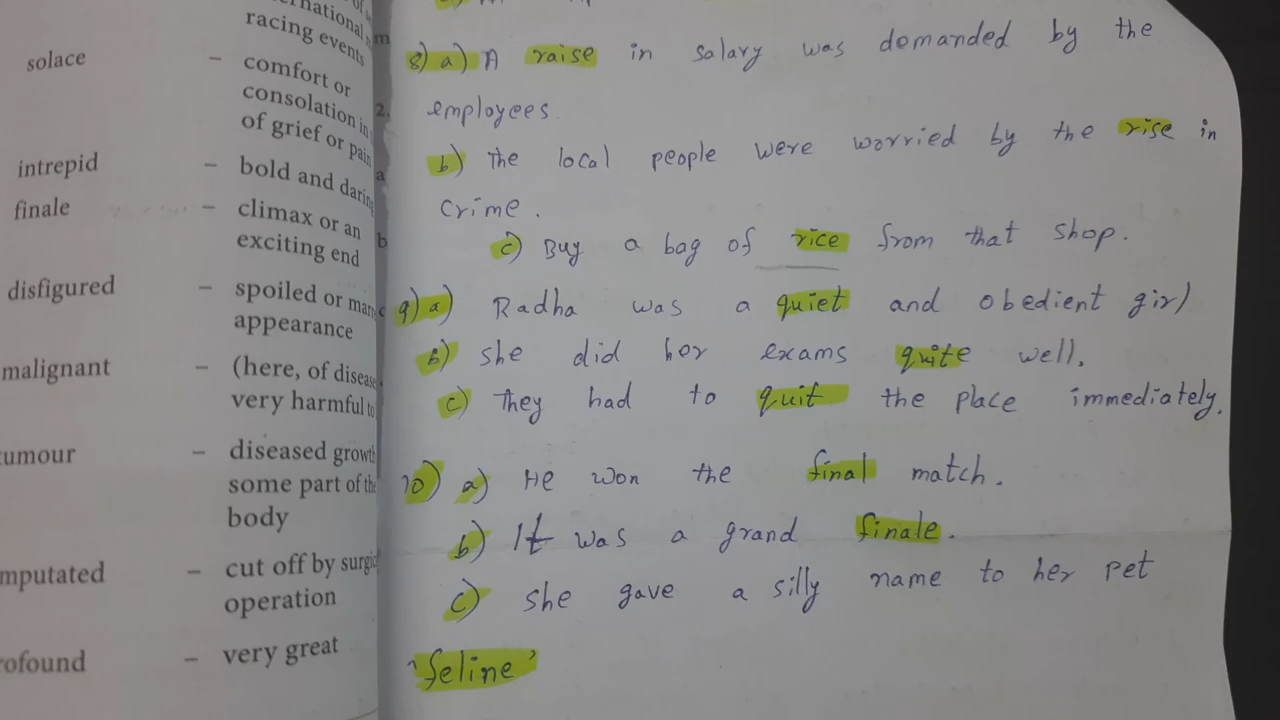 racing events
solace – comfort or
consolation in
of grief or pain
intrepid – bold and
finale – climax or an
exciting end
disfigured – spoiled or
appearance
malignant – (here, of disease
very harmful to
umour – diseased growth
some part of the
body
mputated – cut off by
operation
rofound – very great
m
2.
a
b
c
8) a) A raise in salary was demanded by the
employees.
b) The local people were worried by the rise in
crime.
c) Buy a bag of rice from that shop.
9) a) Radha was a quiet and obedient girl
b) she did her exams quite well.
c) They had to quit the place immediately.
10) a) He won the final match.
b) It was a grand finale.
c) she gave a silly name to her pet
'feline'